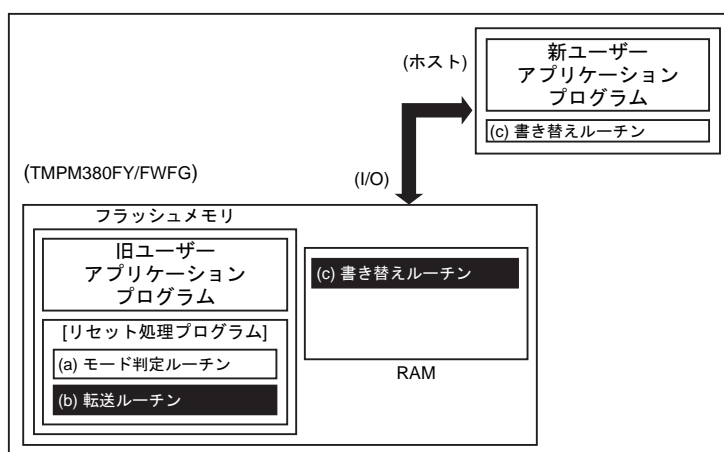 (ホスト)
新ユーザー
アプリケーション
プログラム
(c) 書き替えルーチン
(TMPM380FY/FWFG)
(I/O)
フラッシュメモリ
旧ユーザー
アプリケーション
プログラム
[リセット処理プログラム]
(a) モード判定ルーチン
(b) 転送ルーチン
(c) 書き替えルーチン
RAM